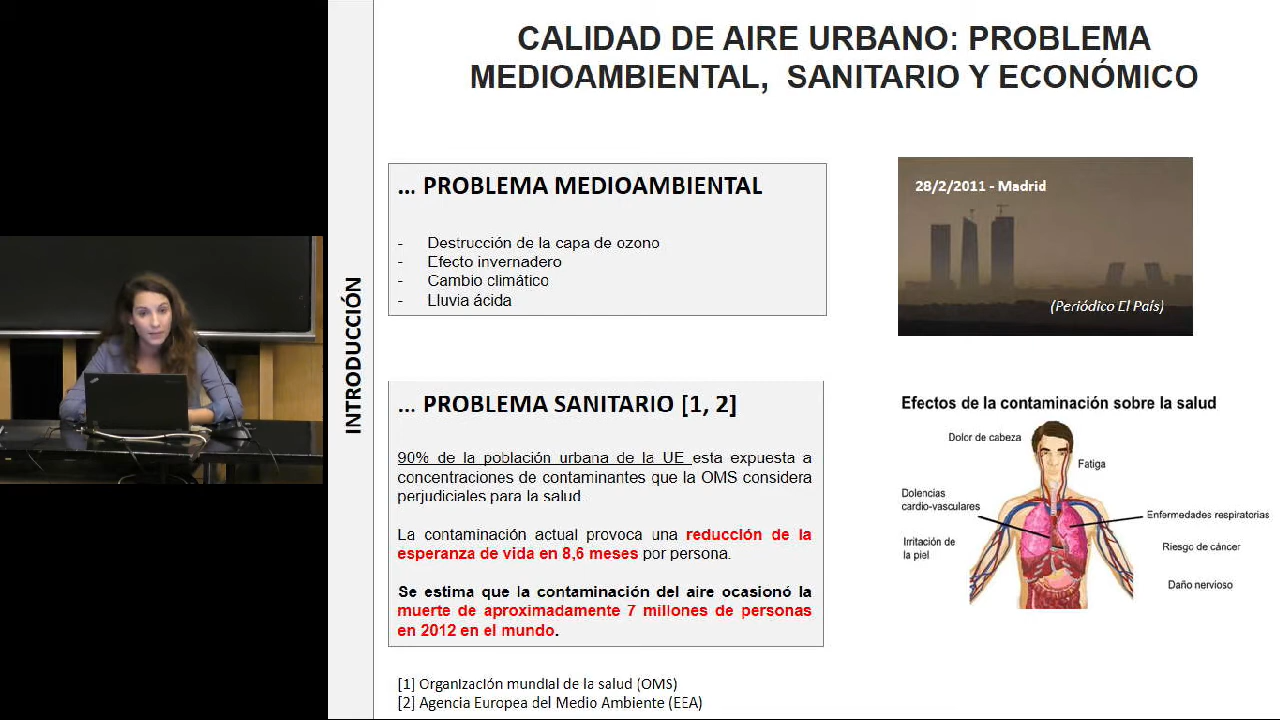 CALIDAD DE AIRE URBANO: PROBLEMA
MEDIOAMBIENTAL, SANITARIO Y ECONÓMICO
INTRODUCCIÓN
... PROBLEMA MEDIOAMBIENTAL
- Destrucción de la capa de ozono
- Efecto invernadero
- Cambio climático
- Lluvia ácida
28/2/2011 - Madrid
(Periódico El País)
... PROBLEMA SANITARIO [1, 2]
90% de la población urbana de la UE esta expuesta a
concentraciones de contaminantes que la OMS considera
perjudiciales para la salud
La contaminación actual provoca una reducción de la
esperanza de vida en 8,6 meses por persona.
Se estima que la contaminación del aire ocasionó la
muerte de aproximadamente 7 millones de personas
en 2012 en el mundo.
Efectos de la contaminación sobre la salud
Dolor de cabeza
Fatiga
Dolencias
cardio-vasculares
Enfermedades respiratorias
Irritación de
la piel
Riesgo de cáncer
Daño nervioso
[1] Organización mundial de la salud (OMS)
[2] Agencia Europea del Medio Ambiente (EEA)